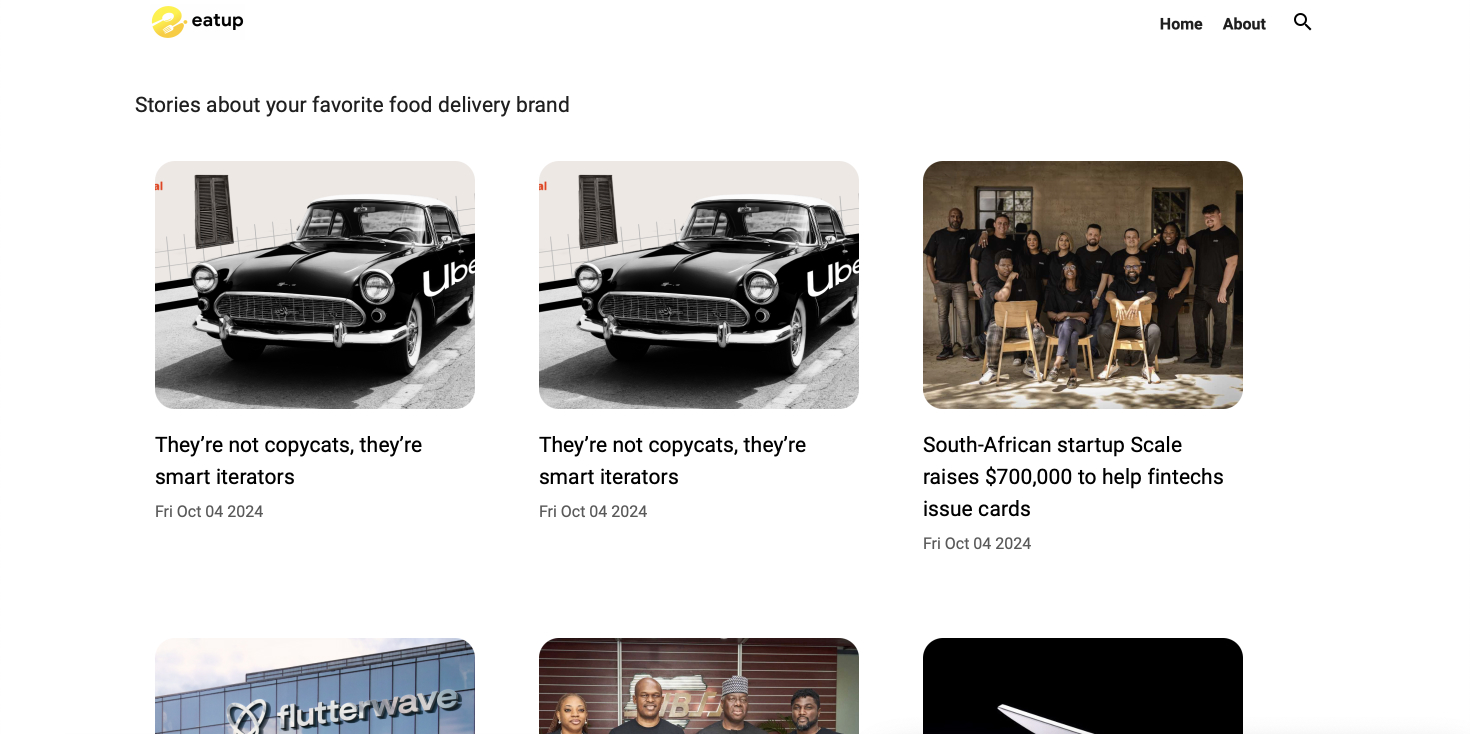 eatup
Home About
Stories about your favorite food delivery brand
al
Ube
al
Ube
They’re not copycats, they’re
smart iterators
Fri Oct 04 2024
They’re not copycats, they’re
smart iterators
Fri Oct 04 2024
South-African startup Scale
raises $700,000 to help fintechs
issue cards
Fri Oct 04 2024
flutterwave